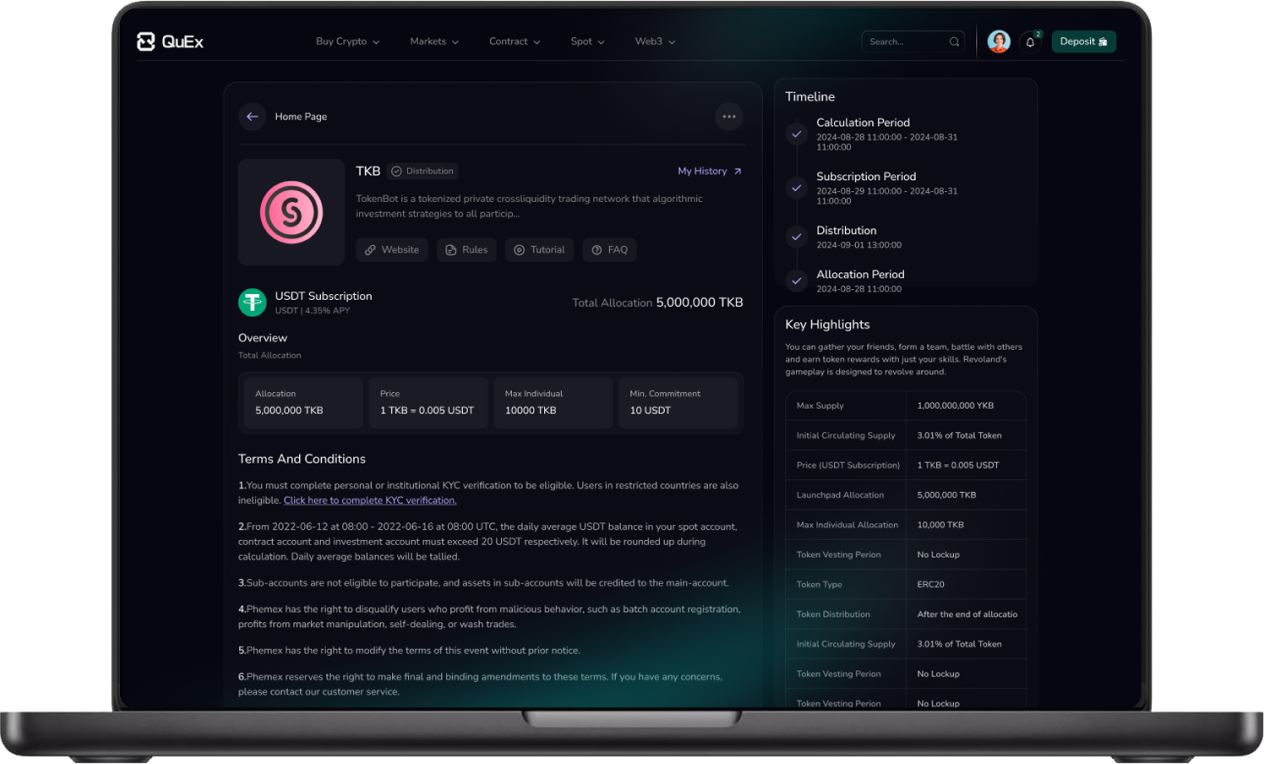 QuEx
Buy Crypto
Markets
Contract
Spot
Web3
Search...
2
Deposit
Home Page
TKB
Distribution
My History
TokenBot is a tokenized private crossliquidity trading network that algorithmic
investment strategies to all particip...
Website
Rules
Tutorial
FAQ
USDT Subscription
USDT | 4.35% APY
Total Allocation 5,000,000 TKB
Overview
Total Allocation
Allocation
5,000,000 TKB
Price
1 TKB = 0.005 USDT
Max Individual
10000 TKB
Min. Commitment
10 USDT
Terms And Conditions
1.You must complete personal or institutional KYC verification to be eligible. Users in restricted countries are also
ineligible. Click here to complete KYC verification.
2.From 2022-06-12 at 08:00 - 2022-06-16 at 08:00 UTC, the daily average USDT balance in your spot account,
contract account and investment account must exceed 20 USDT respectively. It will be rounded up during
calculation. Daily average balances will be tallied.
3.Sub-accounts are not eligible to participate, and assets in sub-accounts will be credited to the main-account.
4.Phemex has the right to disqualify users who profit from malicious behavior, such as batch account registration,
profits from market manipulation, self-dealing, or wash trades.
5.Phemex has the right to modify the terms of this event without prior notice.
6.Phemex reserves the right to make final and binding amendments to these terms. If you have any concerns,
please contact our customer service.
Timeline
Calculation Period
2024-08-28 11:00:00 - 2024-08-31
11:00:00
Subscription Period
2024-08-29 11:00:00 - 2024-08-31
11:00:00
Distribution
2024-09-01 13:00:00
Allocation Period
2024-08-28 11:00:00
Key Highlights
You can gather your friends, form a team, battle with others
and earn token rewards with just your skills. Revoland's
gameplay is designed to revolve around.
Max Supply
1,000,000,000 YKB
Initial Circulating Supply
3.01% of Total Token
Price (USDT Subscription)
1 TKB = 0.005 USDT
Launchpad Allocation
5,000,000 TKB
Max Individual Allocation
10,000 TKB
Token Vesting Perion
No Lockup
Token Type
ERC20
Token Distribution
After the end of allocatio
Initial Circulating Supply
3.01% of Total Token
Token Vesting Perion
No Lockup
Token Vesting Perion
No Lockup